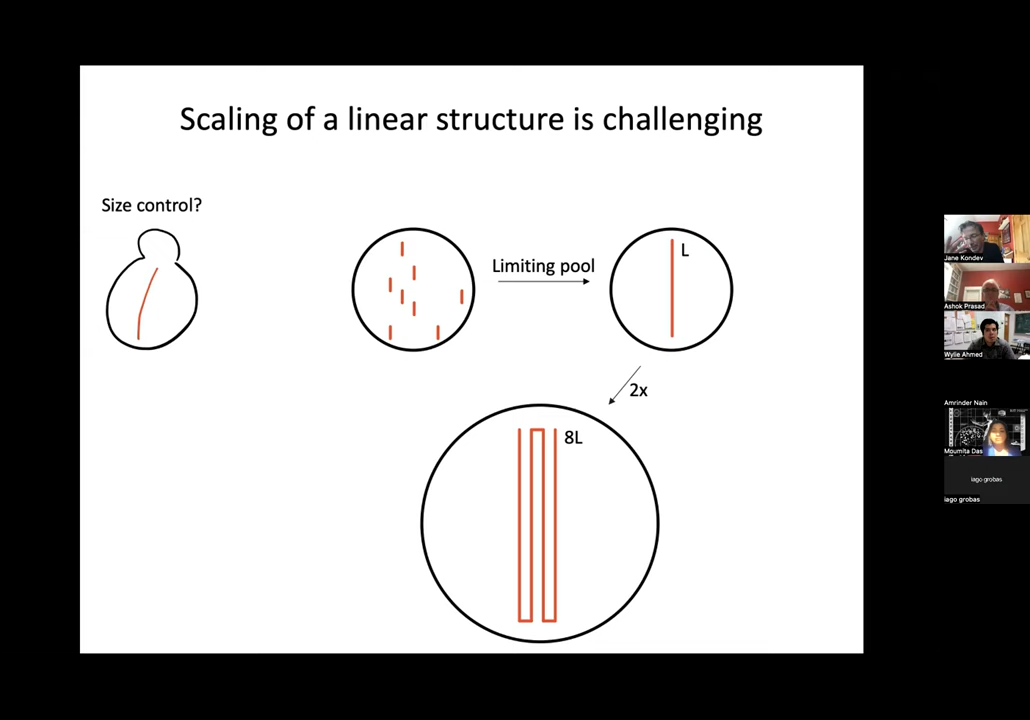 Scaling of a linear structure is challenging
Size control?
Limiting pool
L
2x
8L
Jane Kondev
Ashok Prasad
Wylie Ahmed
Amrinder Nain
Moumita Das
iago grobas
iago grobas